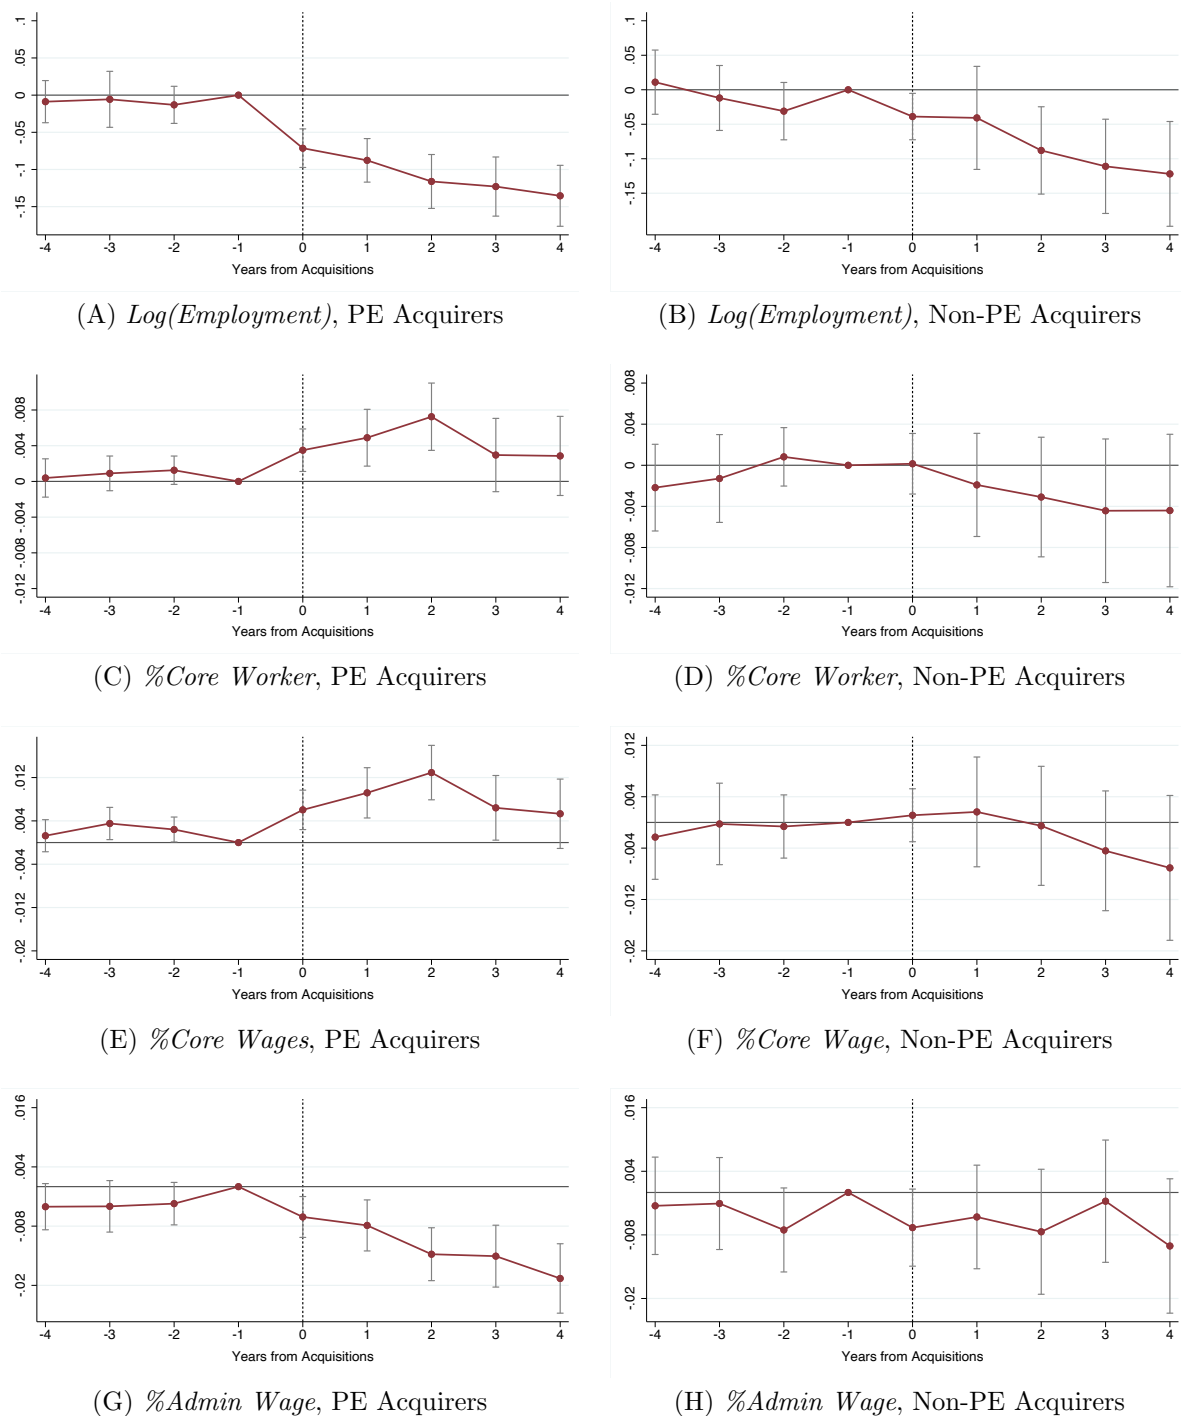 .1 .05 0 -.05 -.1 -.15
-4 -3 -2 -1 0 1 2 3 4
Years from Acquisitions
(A) Log(Employment), PE Acquirers
.1 .05 0 -.05 -.1 -.15
-4 -3 -2 -1 0 1 2 3 4
Years from Acquisitions
(B) Log(Employment), Non-PE Acquirers
.008 .004 0 -.004 -.008 -.012
-4 -3 -2 -1 0 1 2 3 4
Years from Acquisitions
(C) %Core Worker, PE Acquirers
.008 .004 0 -.004 -.008 -.012
-4 -3 -2 -1 0 1 2 3 4
Years from Acquisitions
(D) %Core Worker, Non-PE Acquirers
.012 .004 -.004 -.012 -.02
-4 -3 -2 -1 0 1 2 3 4
Years from Acquisitions
(E) %Core Wages, PE Acquirers
.012 .004 -.004 -.012 -.02
-4 -3 -2 -1 0 1 2 3 4
Years from Acquisitions
(F) %Core Wage, Non-PE Acquirers
.016 .004 -.008 -.02
-4 -3 -2 -1 0 1 2 3 4
Years from Acquisitions
(G) %Admin Wage, PE Acquirers
.016 .004 -.008 -.02
-4 -3 -2 -1 0 1 2 3 4
Years from Acquisitions
(H) %Admin Wage, Non-PE Acquirers